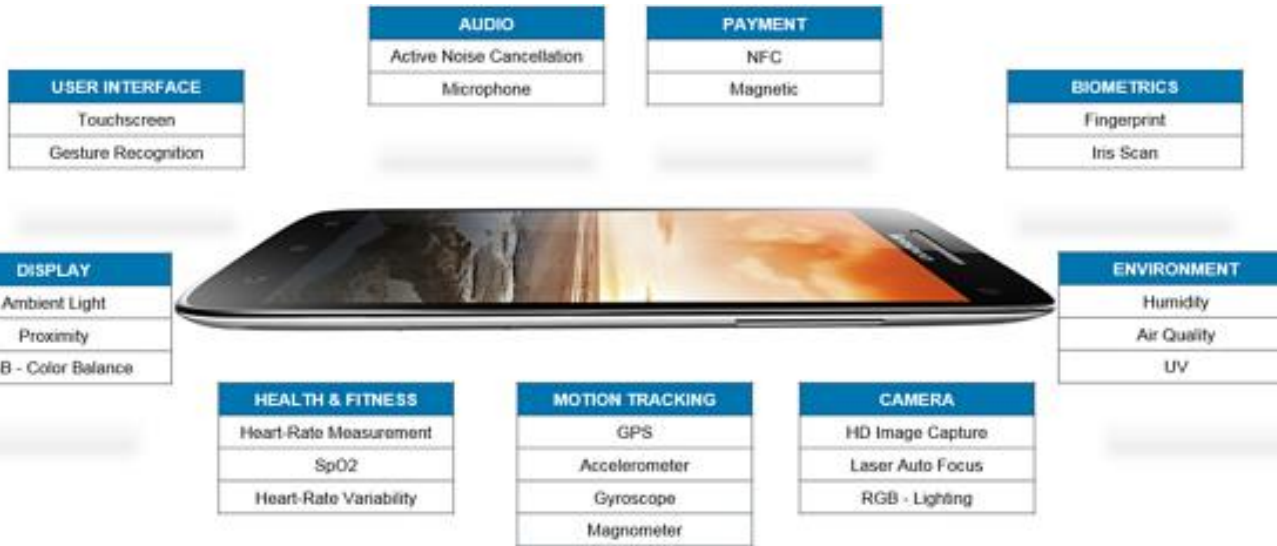 AUDIO
Active Noise Cancellation
Microphone
PAYMENT
NFC
Magnetic
USER INTERFACE
Touchscreen
Gesture Recognition
BIOMETRICS
Fingerprint
Iris Scan
DISPLAY
Ambient Light
Proximity
B - Color Balance
ENVIRONMENT
Humidity
Air Quality
UV
HEALTH & FITNESS
Heart-Rate Measurement
SpO2
Heart-Rate Variability
MOTION TRACKING
GPS
Accelerometer
Gyroscope
Magnometer
CAMERA
HD Image Capture
Laser Auto Focus
RGB - Lighting